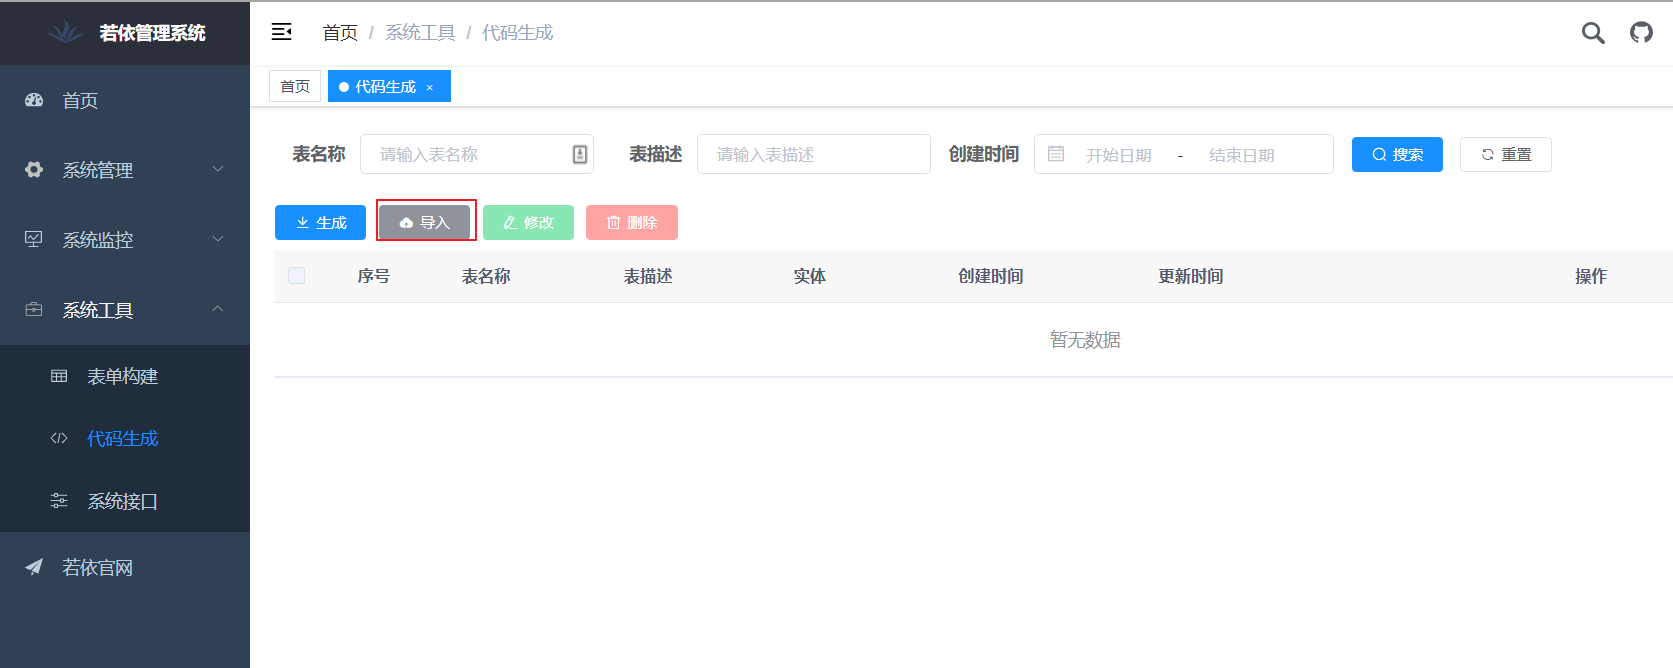 若依管理系统
首页 / 系统工具 / 代码生成
首页
代码生成 ×
首页
系统管理
系统监控
系统工具
表单构建
代码生成
系统接口
若依官网
表名称 请输入表名称 表描述 请输入表描述 创建时间 开始日期 - 结束日期 搜索 重置
生成 导入 修改 删除
序号 表名称 表描述 实体 创建时间 更新时间 操作
暂无数据